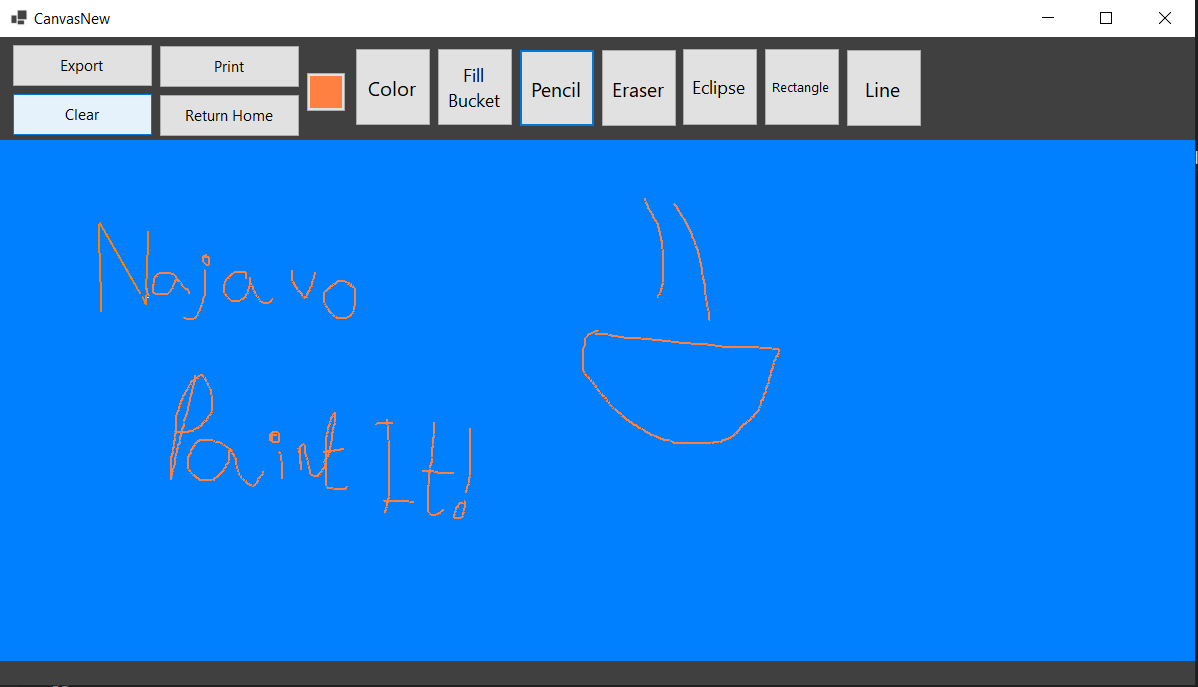 CanvasNew
Export
Print
Color
Fill
Bucket
Pencil
Eraser
Eclipse
Rectangle
Line
Clear
Return Home
Najavo
Paint It!